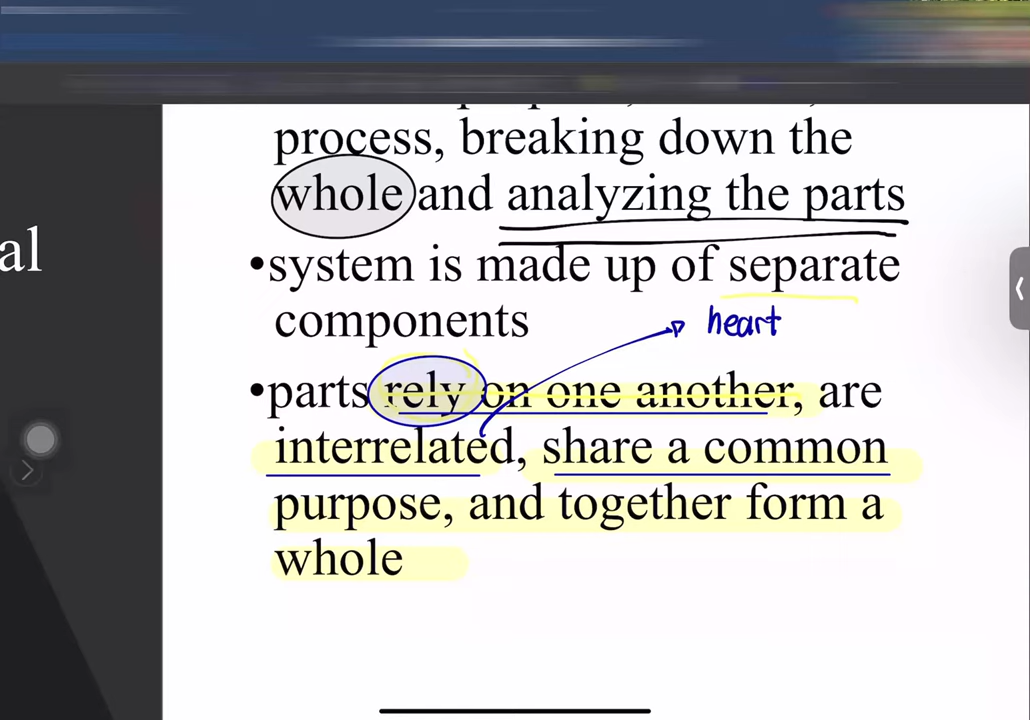 process, breaking down the
whole and analyzing the parts
al
•system is made up of separate
components
heart
•parts rely on one another, are
interrelated, share a common
purpose, and together form a
whole